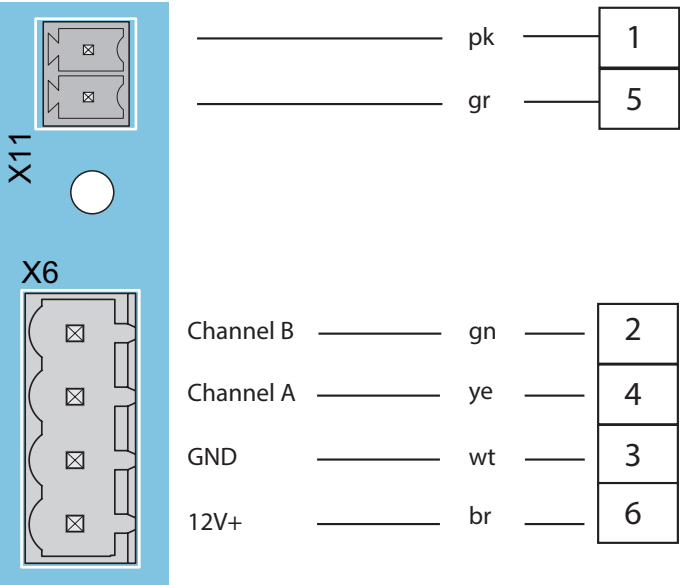 pk 1
gr 5
X11
X6
Channel B gn 2
Channel A ye 4
GND wt 3
12V+ br 6